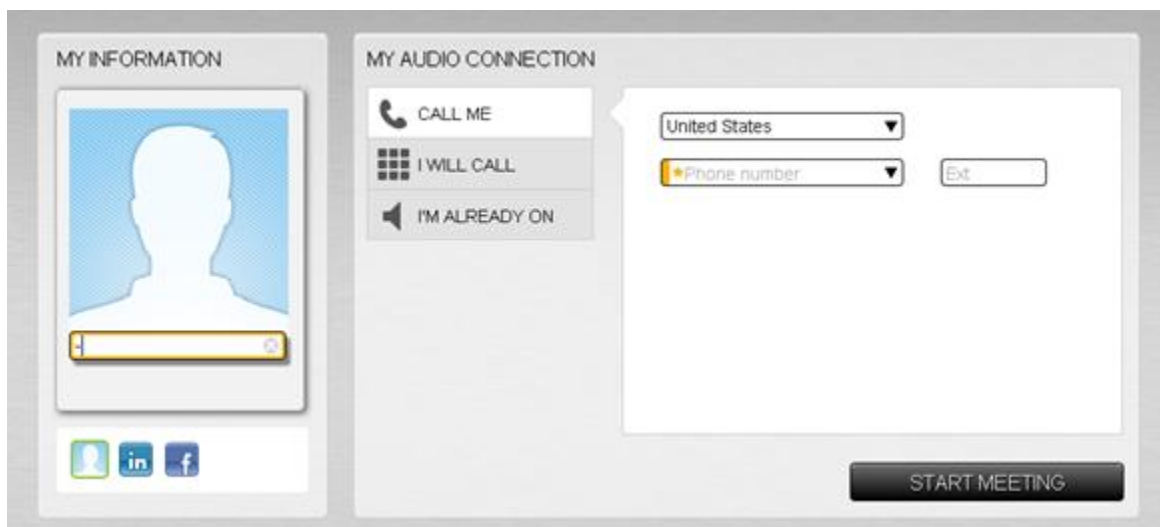 MY INFORMATION
-
in f
MY AUDIO CONNECTION
CALL ME
I WILL CALL
I'M ALREADY ON
United States
*Phone number
Ext
START MEETING